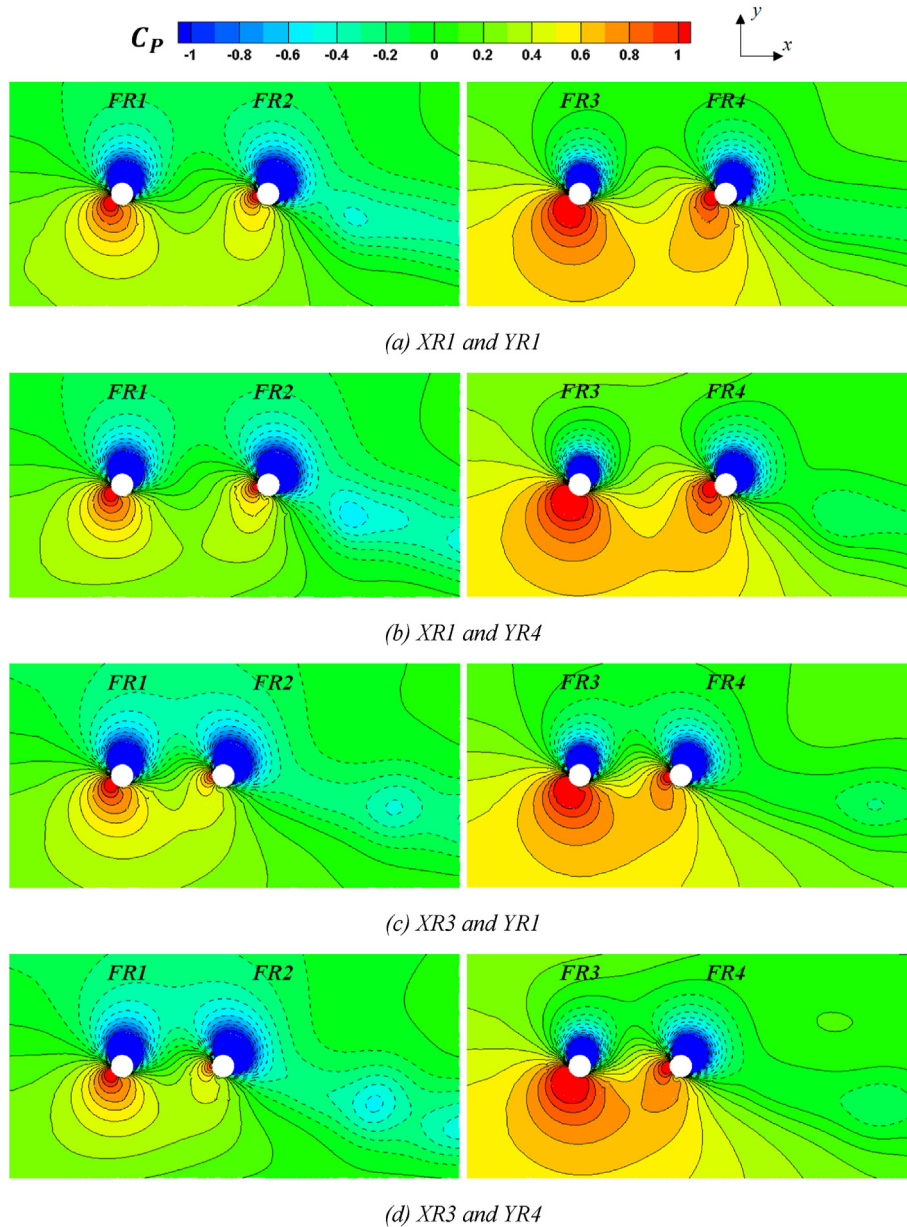 C_P
-1 -0.8 -0.6 -0.4 -0.2 0 0.2 0.4 0.6 0.8 1
y
x
FR1 FR2 FR3 FR4
(a) XR1 and YR1
FR1 FR2 FR3 FR4
(b) XR1 and YR4
FR1 FR2 FR3 FR4
(c) XR3 and YR1
FR1 FR2 FR3 FR4
(d) XR3 and YR4